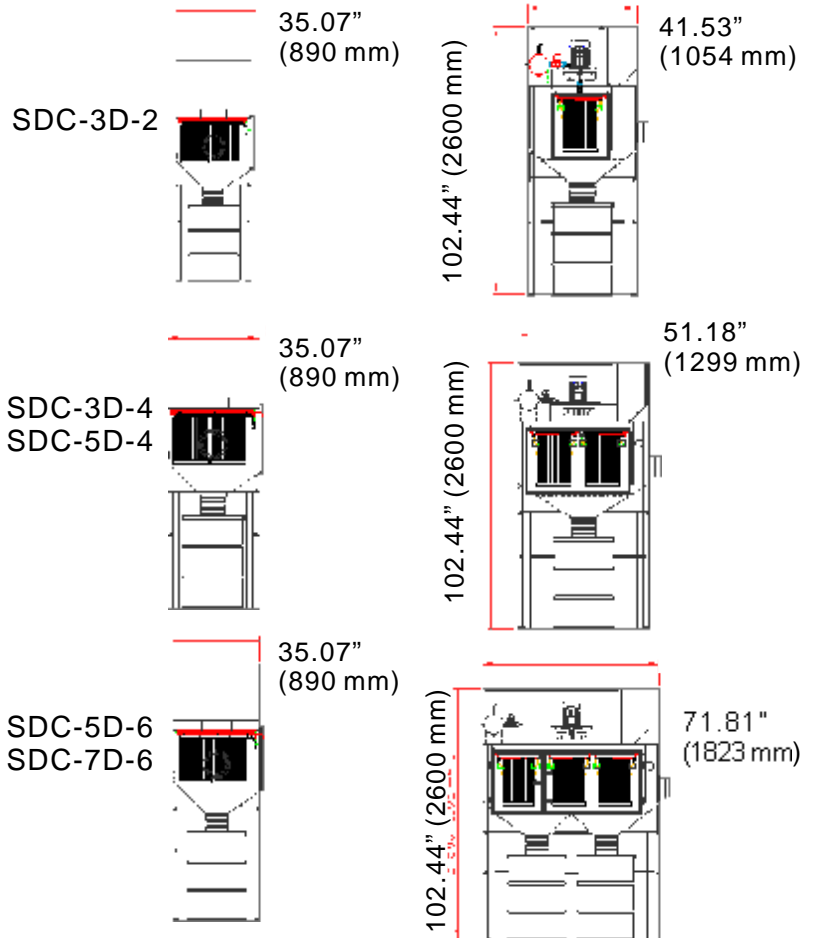 35.07”
(890 mm)
41.53”
(1054 mm)
SDC-3D-2
102.44” (2600 mm)
35.07”
(890 mm)
51.18”
(1299 mm)
SDC-3D-4
SDC-5D-4
102.44” (2600 mm)
35.07”
(890 mm)
SDC-5D-6
SDC-7D-6
102.44” (2600 mm)
71.81"
(1823 mm)